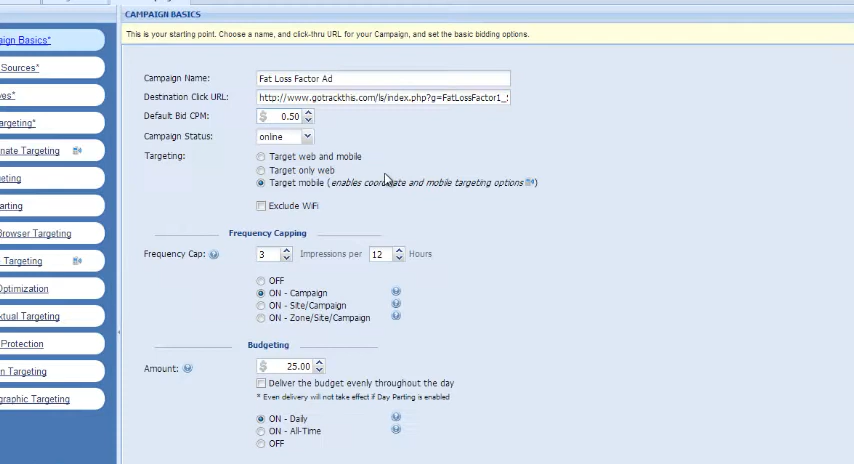 CAMPAIGN BASICS
This is your starting point. Choose a name, and click-thru URL for your Campaign, and set the basic bidding options.
aign Basics*
Sources*
ves*
argeting*
nate Targeting
eting
arting
Browser Targeting
Targeting
Optimization
xtual Targeting
Protection
n Targeting
graphic Targeting
Campaign Name: Fat Loss Factor Ad
Destination Click URL: http://www.gotrackthis.com/ls/index.php?g=FatLossFactor1_
Default Bid CPM: $ 0.50
Campaign Status: online
Targeting: Target web and mobile
Target only web
Target mobile (enables coordinate and mobile targeting options )
Exclude WiFi
Frequency Capping
Frequency Cap: 3 Impressions per 12 Hours
OFF
ON - Campaign
ON - Site/Campaign
ON - Zone/Site/Campaign
Budgeting
Amount: $ 25.00
Deliver the budget evenly throughout the day
* Even delivery will not take effect if Day Parting is enabled
ON - Daily
ON - All-Time
OFF